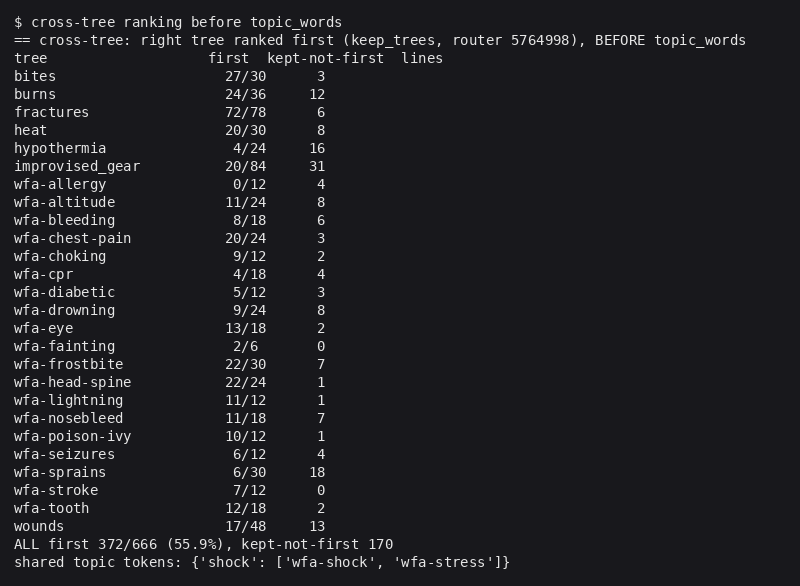 $ cross-tree ranking before topic_words
== cross-tree: right tree ranked first (keep_trees, router 5764998), BEFORE topic_words
tree first kept-not-first lines
bites 27/30 3
burns 24/36 12
fractures 72/78 6
heat 20/30 8
hypothermia 4/24 16
improvised_gear 20/84 31
wfa-allergy 0/12 4
wfa-altitude 11/24 8
wfa-bleeding 8/18 6
wfa-chest-pain 20/24 3
wfa-choking 9/12 2
wfa-cpr 4/18 4
wfa-diabetic 5/12 3
wfa-drowning 9/24 8
wfa-eye 13/18 2
wfa-fainting 2/6 0
wfa-frostbite 22/30 7
wfa-head-spine 22/24 1
wfa-lightning 11/12 1
wfa-nosebleed 11/18 7
wfa-poison-ivy 10/12 1
wfa-seizures 6/12 4
wfa-sprains 6/30 18
wfa-stroke 7/12 0
wfa-tooth 12/18 2
wounds 17/48 13
ALL first 372/666 (55.9%), kept-not-first 170
shared topic tokens: {'shock': ['wfa-shock', 'wfa-stress']}